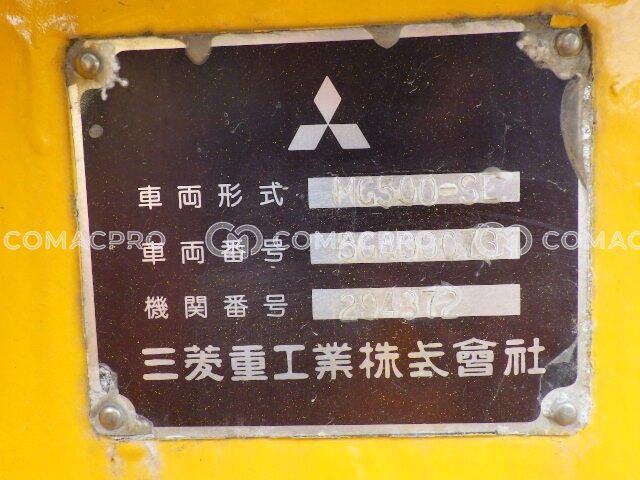 車両形式 MG500-SE
車両番号
機関番号 294372
三菱重工業株式會社
COMACPRO COMACPRO COMACPRO